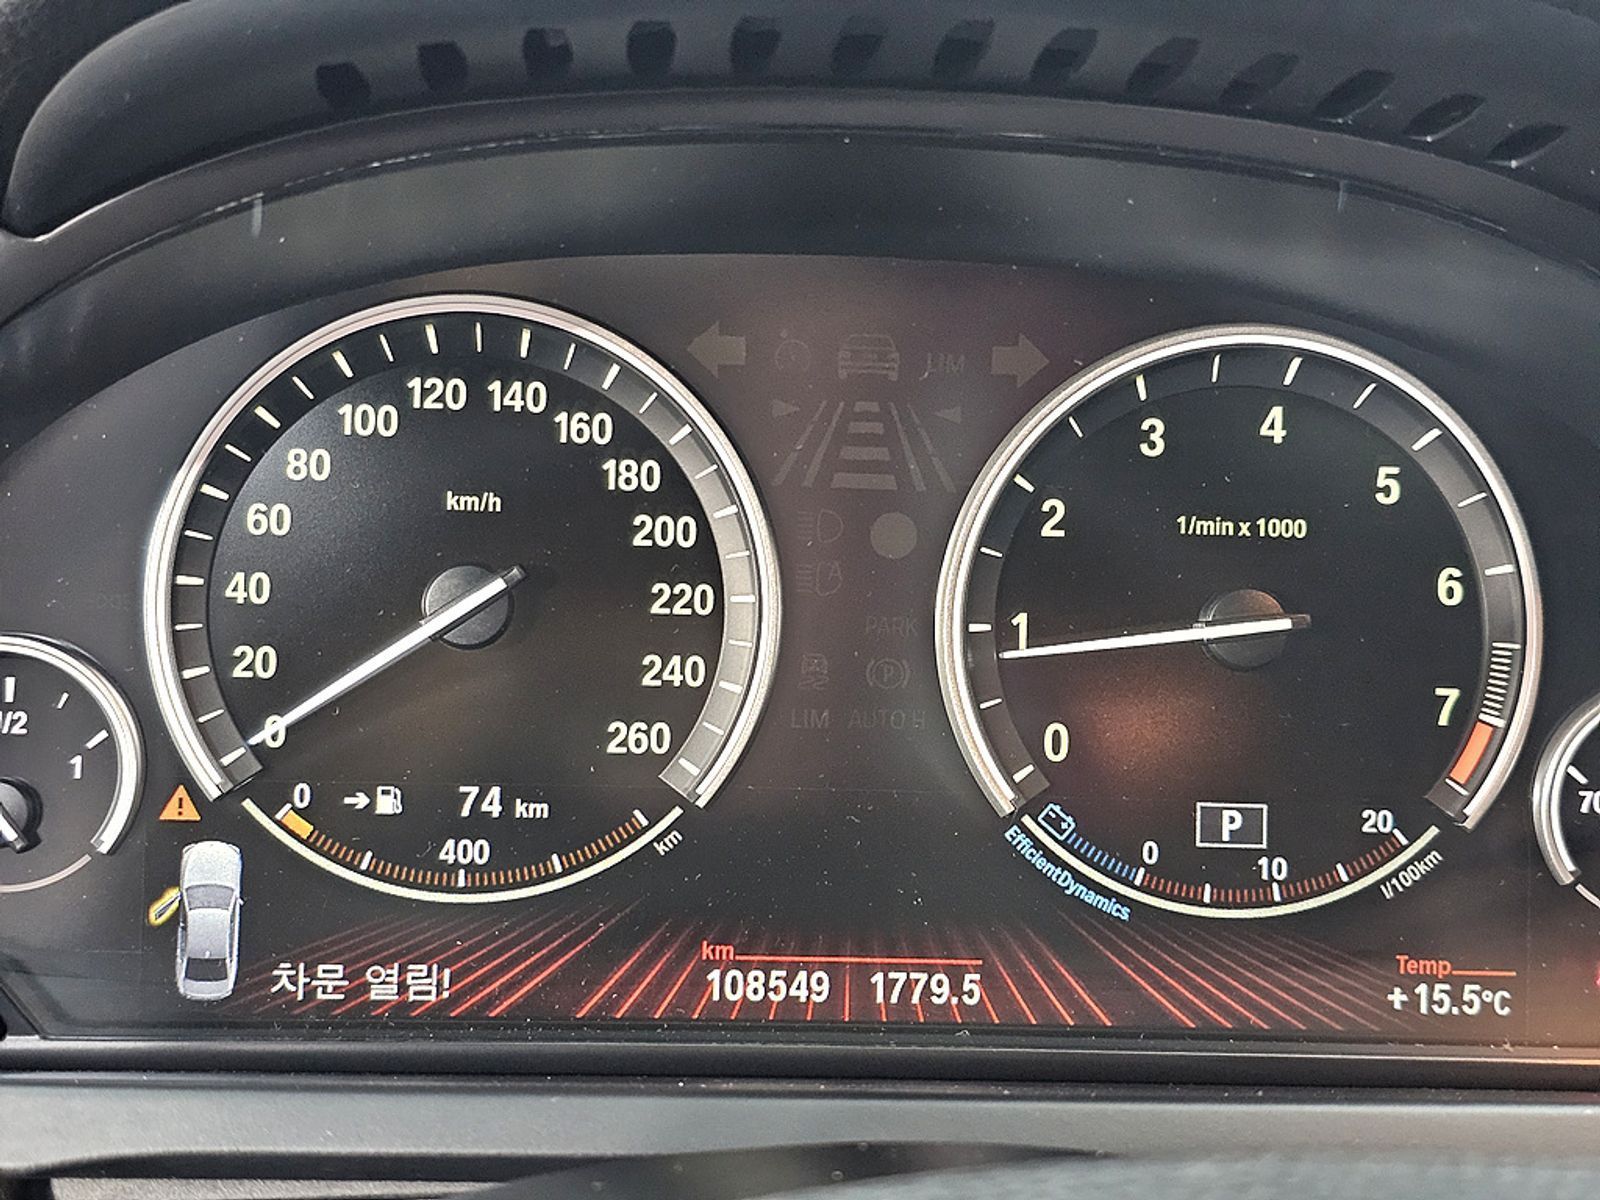 0
20
40
60
80
100
120
140
160
180
200
220
240
260
km/h
LIM
PARK
LIM AUTO H
0
1
2
3
4
5
6
7
1/min x 1000
1/2
1
70
0
74 km
400
km
P
0
10
20
l/100km
EfficientDynamics
차문 열림!
km
108549 1779.5
Temp
+15.5°C